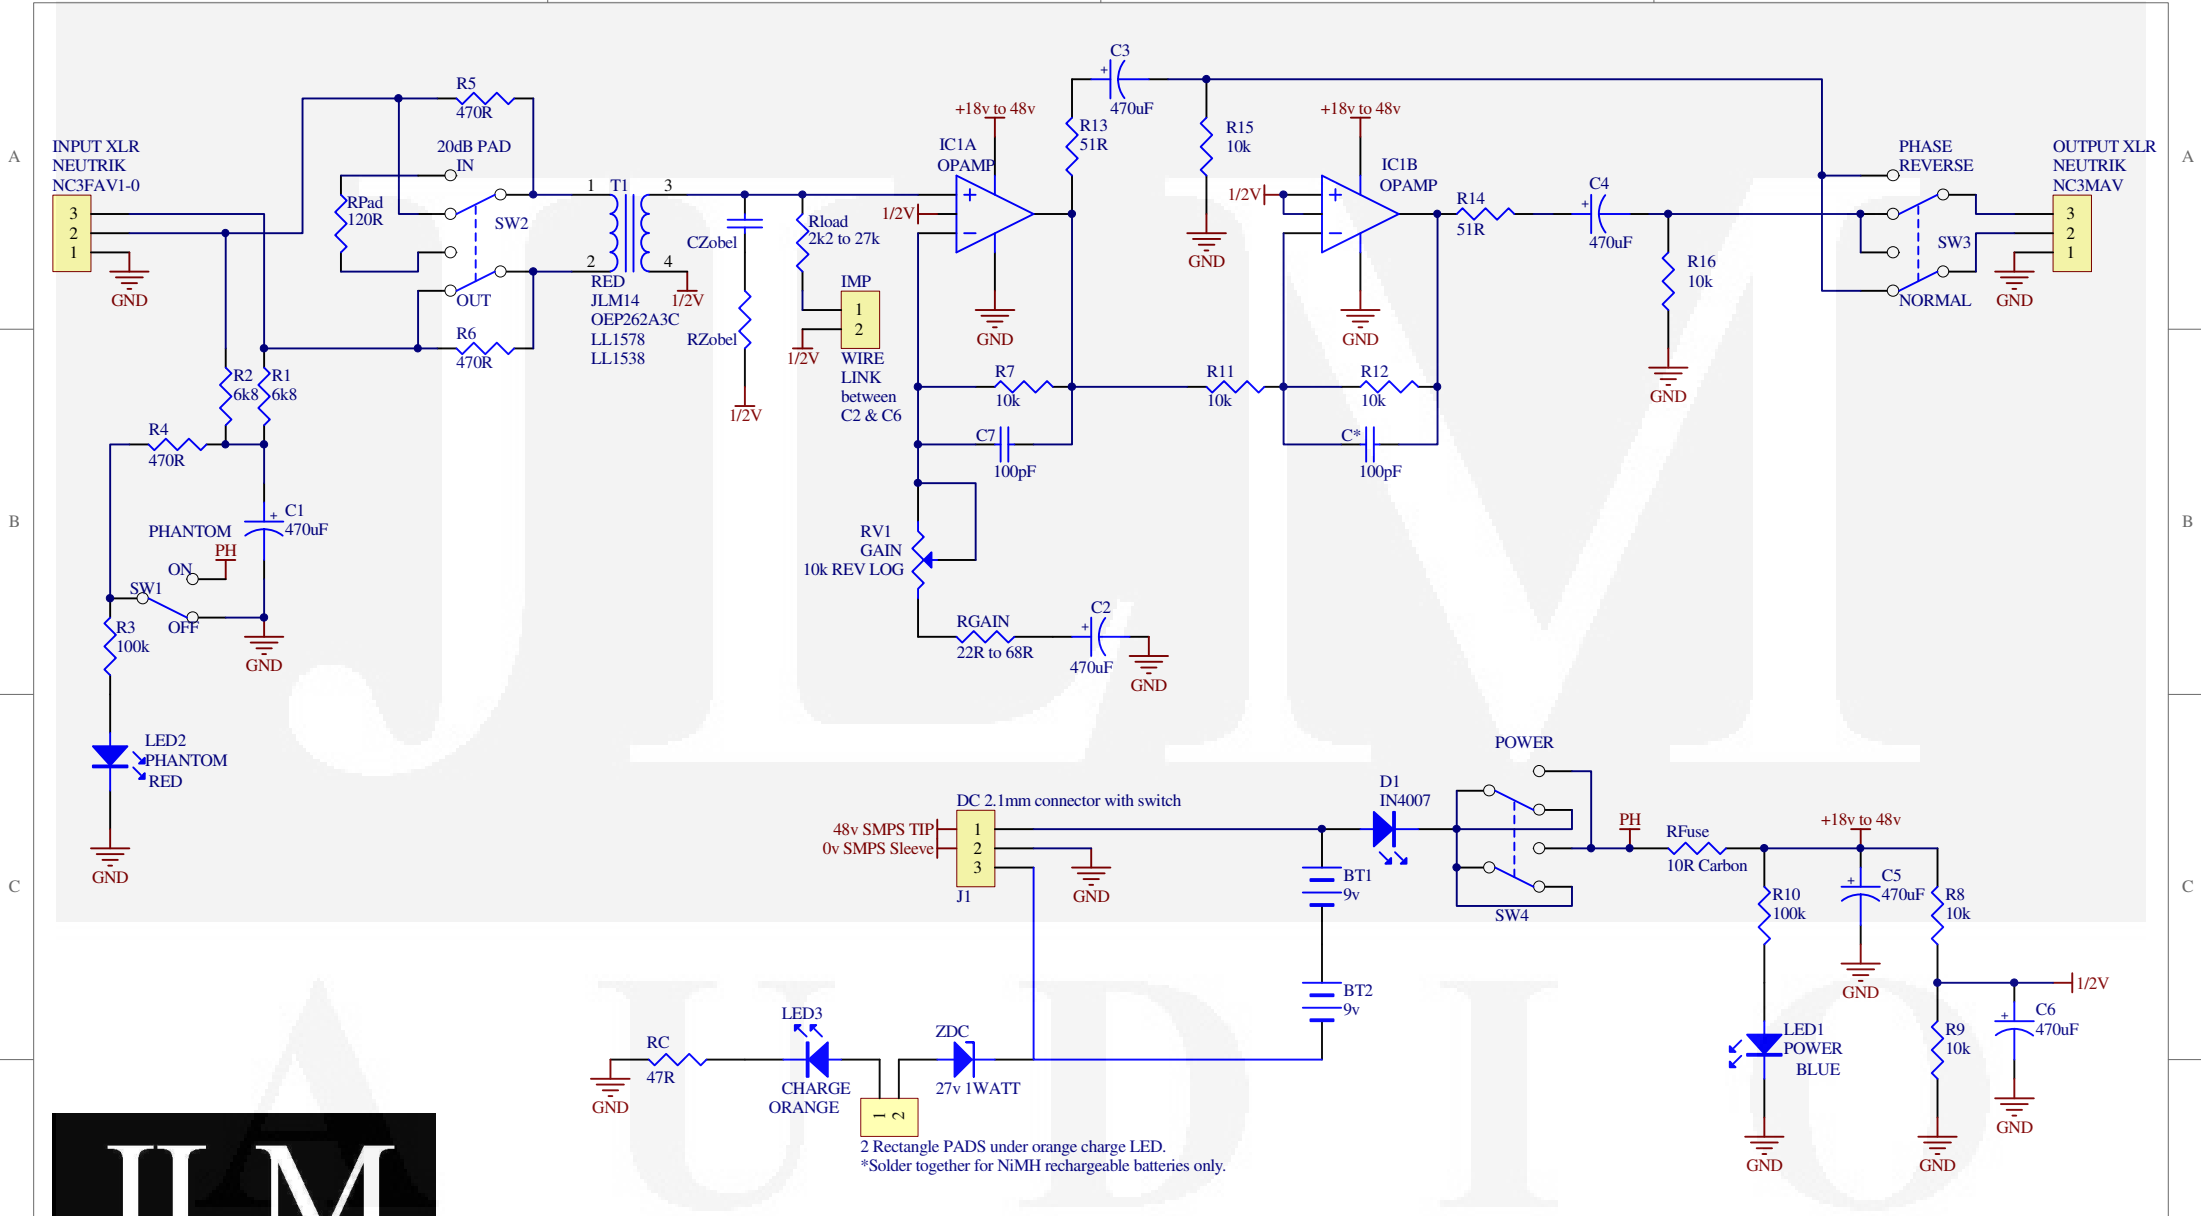 A
B
C
INPUT XLR
NEUTRIK
NC3FAV1-0
3
2
1
GND
R5
470R
20dB PAD
IN
RPad
120R
SW2
OUT
R6
470R
R2
6k8
R1
6k8
R4
470R
C1
470uF
+
PHANTOM
PH
ON
SW1
OFF
GND
R3
100k
LED2
PHANTOM
RED
GND
1
T1
3
2
4
RED
JLM14
OEP262A3C
LL1578
LL1538
1/2V
CZobel
RZobel
1/2V
Rload
2k2 to 27k
IMP
1
2
1/2V
WIRE
LINK
between
C2 & C6
+18v to 48v
IC1A
OPAMP
1/2V
GND
R13
51R
C3
+
470uF
R15
10k
GND
R7
10k
C7
100pF
RV1
GAIN
10k REV LOG
RGAIN
22R to 68R
C2
+
470uF
GND
+18v to 48v
IC1B
OPAMP
1/2V
GND
R11
10k
R12
10k
C*
100pF
R14
51R
C4
+
470uF
R16
10k
GND
PHASE
REVERSE
SW3
NORMAL
OUTPUT XLR
NEUTRIK
NC3MAV
3
2
1
GND
A
B
C
DC 2.1mm connector with switch
48v SMPS TIP
0v SMPS Sleeve
1
2
3
J1
GND
D1
IN4007
POWER
SW4
BT1
9v
BT2
9v
PH
RFuse
10R Carbon
+18v to 48v
R10
100k
C5
+
470uF
GND
R8
10k
1/2V
R9
10k
C6
+
470uF
GND
GND
LED1
POWER
BLUE
GND
RC
47R
GND
LED3
CHARGE
ORANGE
ZDC
27v 1WATT
1
2
2 Rectangle PADS under orange charge LED.
*Solder together for NiMH rechargeable batteries only.
JLM
AUDIO
JLM